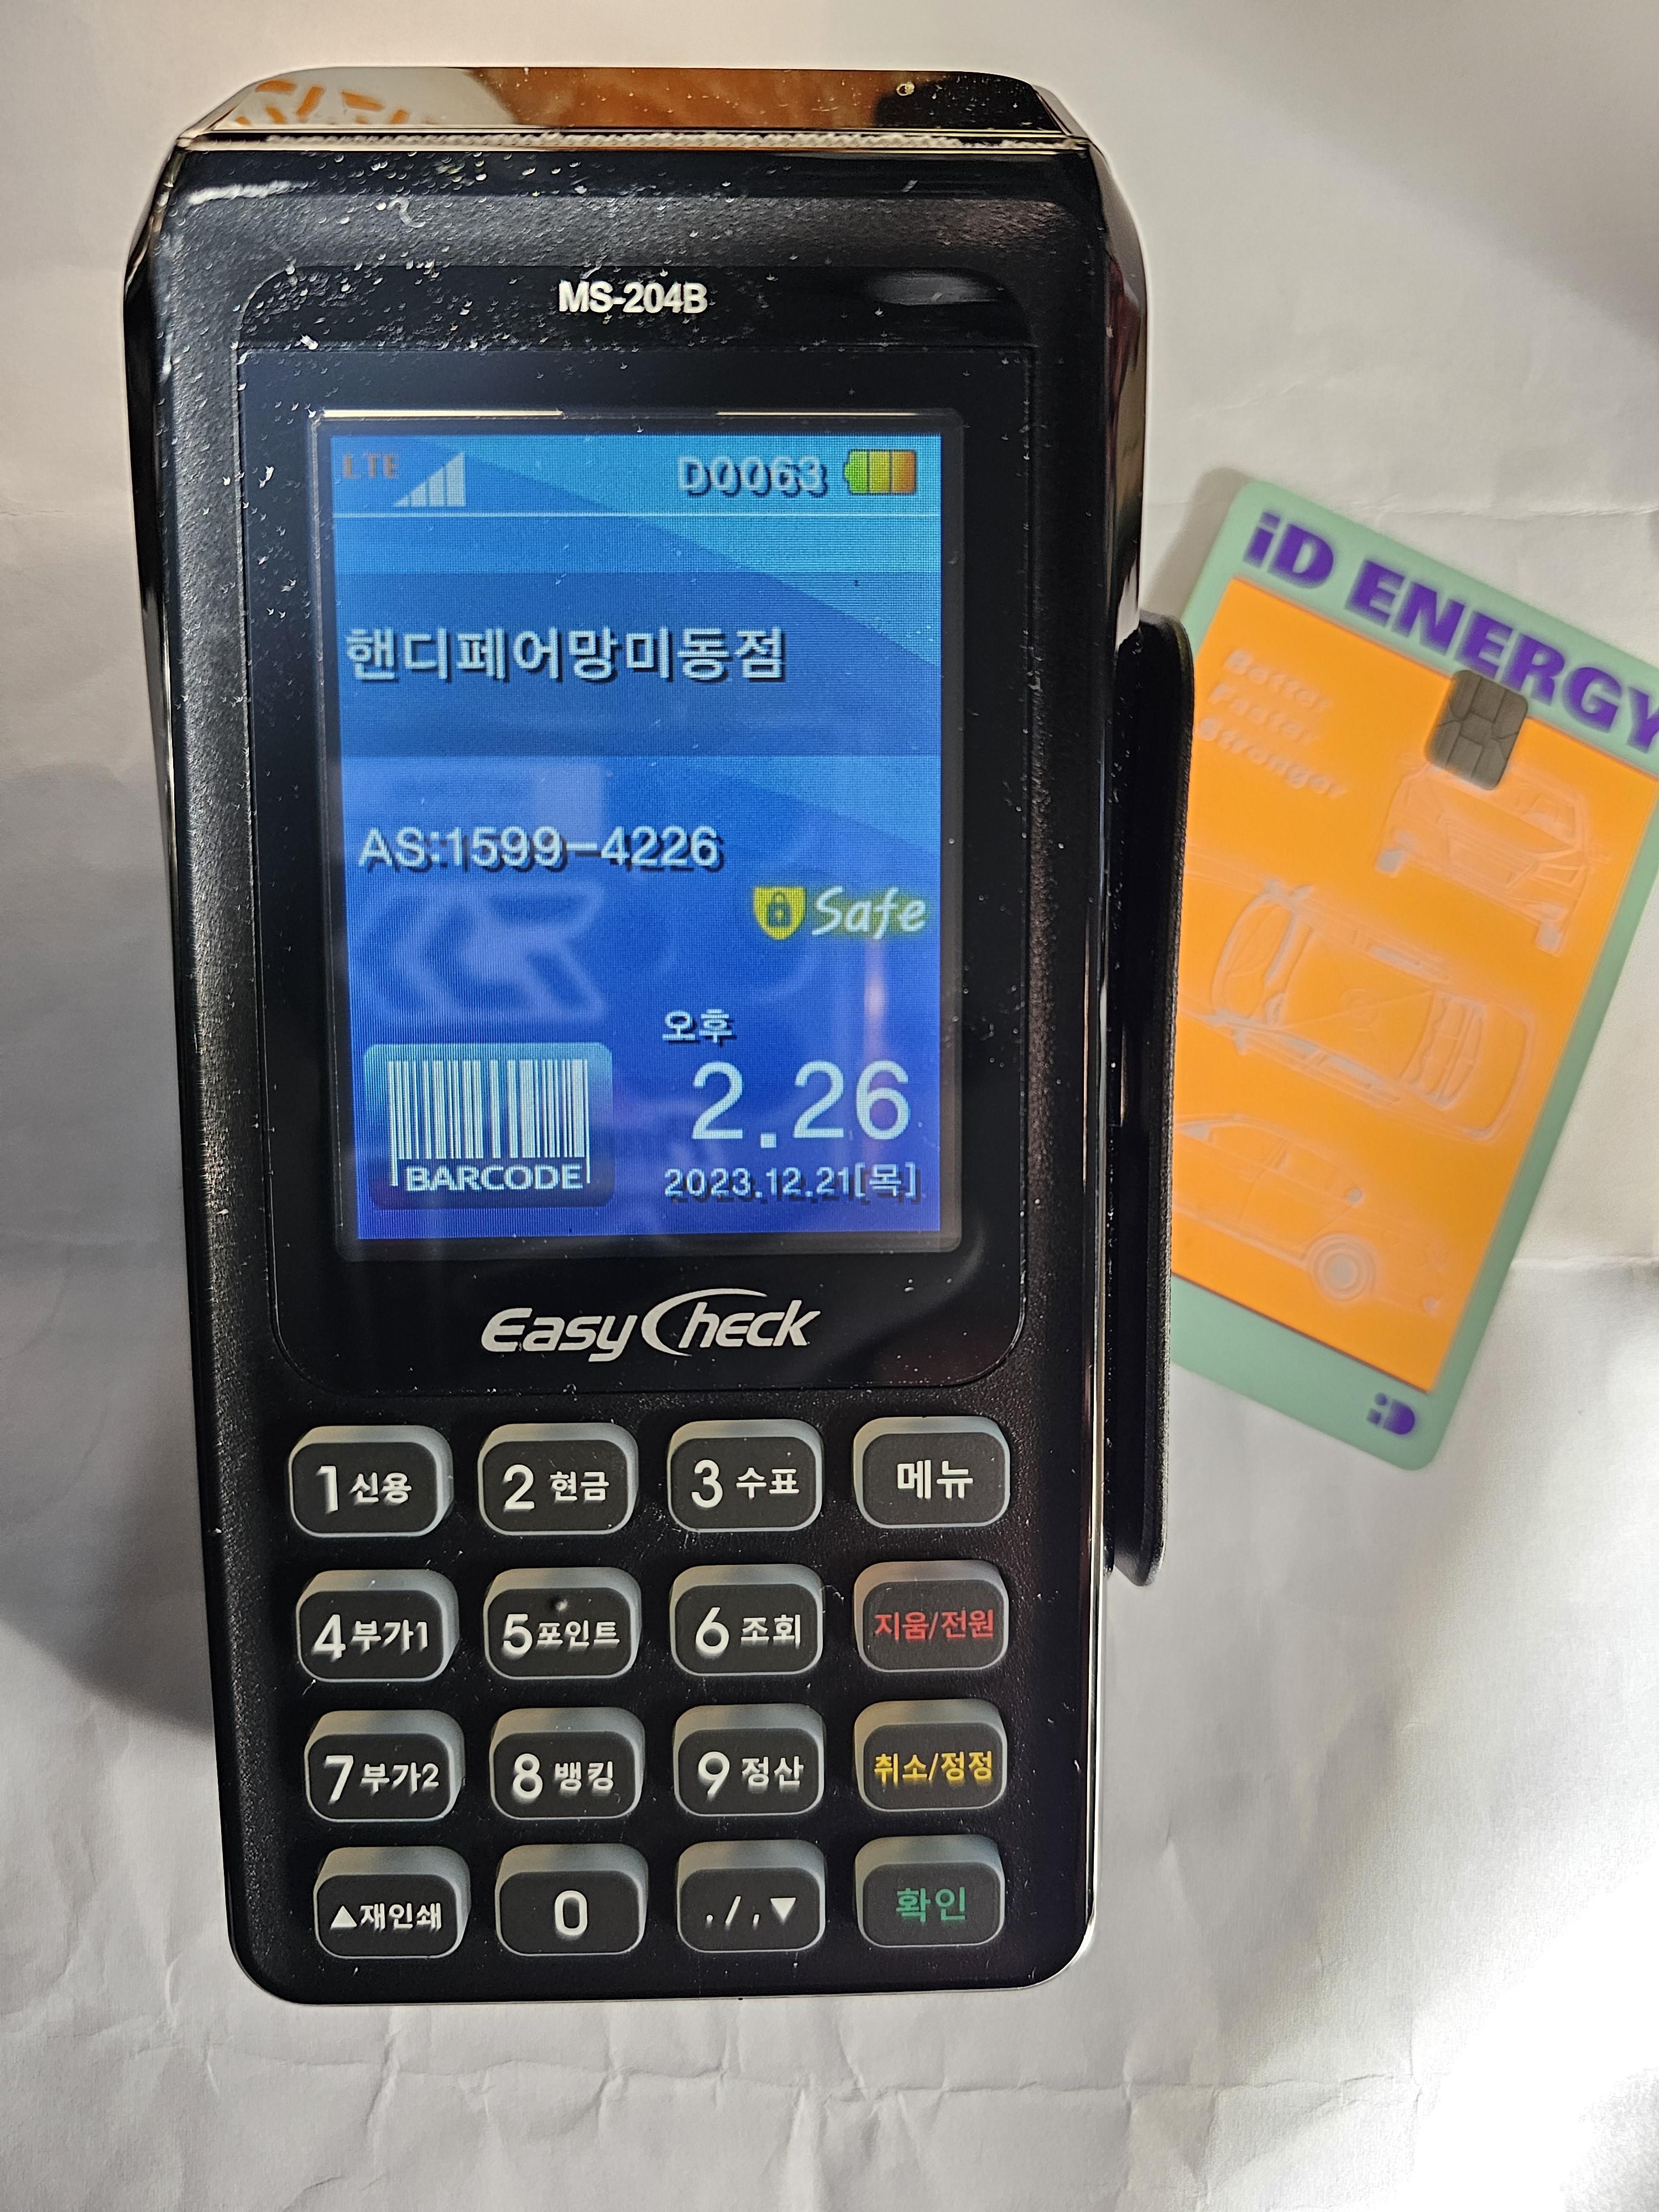 MS-204B
LTE D0063
핸디페어망미동점
AS:1599-4226
Safe
오후
2.26
BARCODE
2023.12.21[목]
EasyCheck
1 신용 2 현금 3 수표 메뉴
4 부가1 5 포인트 6 조회 지움/전원
7 부가2 8 뱅킹 9 정산 취소/정정
▲재인쇄 0 . / , ▼ 확인
iD ENERGY
Better
Faster
Stronger
iD